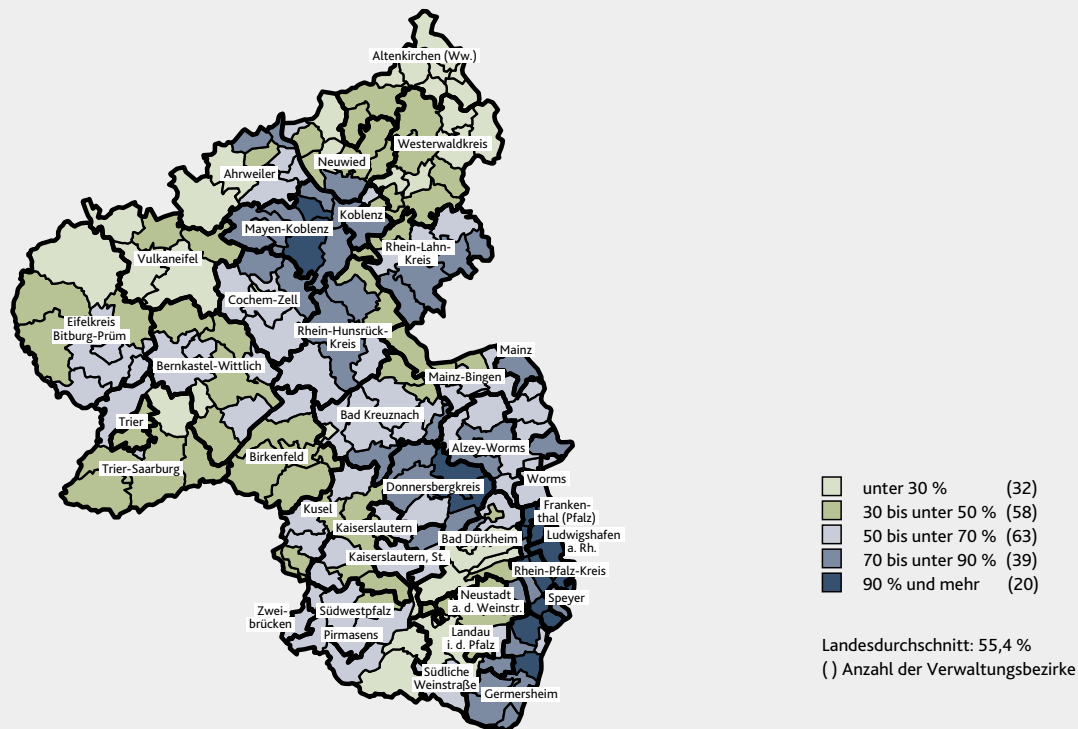 Altenkirchen (Ww.)
Westerwaldkreis
Neuwied
Ahrweiler
Koblenz
Mayen-Koblenz
Rhein-Lahn-
Kreis
Vulkaneifel
Cochem-Zell
Eifelkreis
Bitburg-Prüm
Rhein-Hunsrück-
Kreis
Mainz
Bernkastel-Wittlich
Mainz-Bingen
Bad Kreuznach
Trier
Alzey-Worms
Birkenfeld
Trier-Saarburg
Worms
Donnersbergkreis
Kusel
Franken-
thal (Pfalz)
Kaiserslautern
Bad Dürkheim
Ludwigshafen
a. Rh.
Kaiserslautern, St.
Rhein-Pfalz-Kreis
Neustadt
a. d. Weinstr.
Speyer
Zwei-
brücken
Südwestpfalz
Pirmasens
Landau
i. d. Pfalz
Südliche
Weinstraße
Germersheim
unter 30 % (32)
30 bis unter 50 % (58)
50 bis unter 70 % (63)
70 bis unter 90 % (39)
90 % und mehr (20)
Landesdurchschnitt: 55,4 %
( ) Anzahl der Verwaltungsbezirke